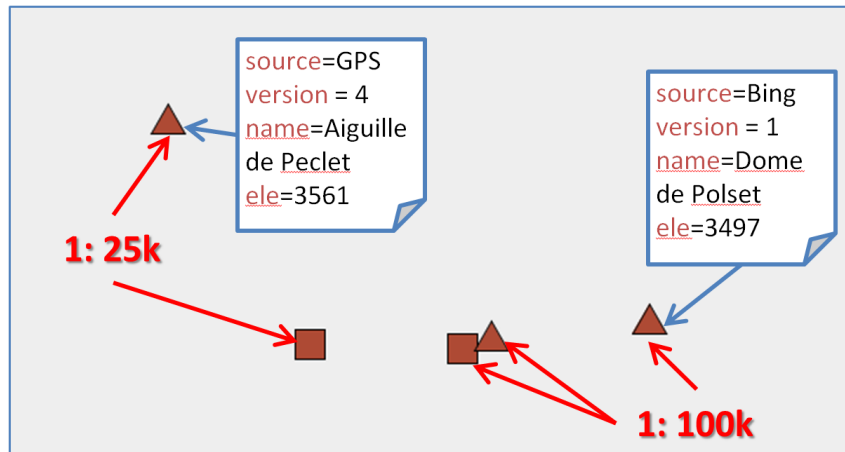 source=GPS
version = 4
name=Aiguille
de Peclet
ele=3561
source=Bing
version = 1
name=Dome
de Polset
ele=3497
1: 25k
1: 100k